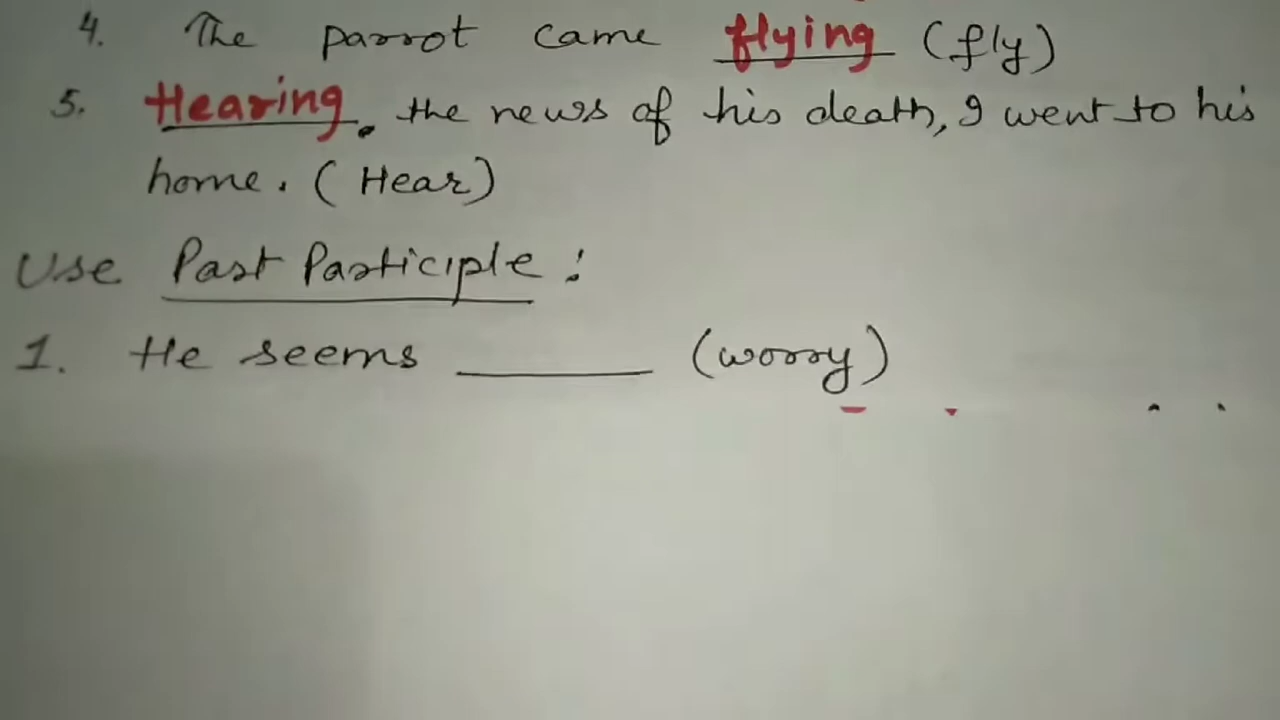 4. The parrot came flying (fly)
5. Hearing. the news of his death, I went to his
home. (Hear)
Use Past Participle :
1. He seems ______ (worry)